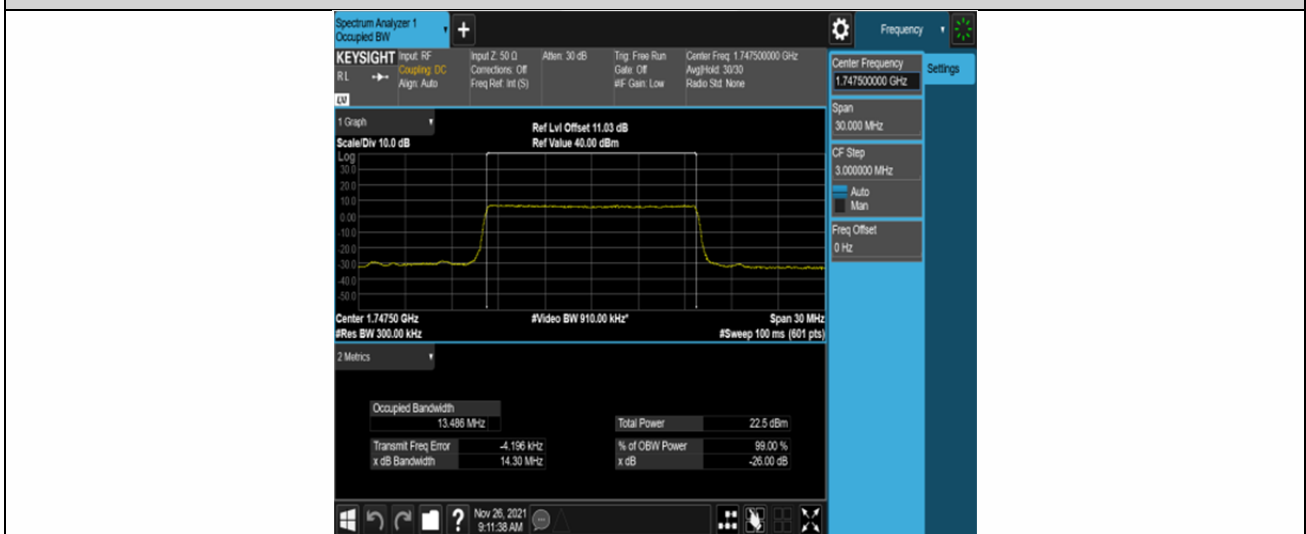 Spectrum Analyzer 1
Occupied BW
Frequency
KEYSIGHT
RL
LW
Input: RF
Coupling: DC
Align: Auto
Input Z: 50 Ω
Corrections: Off
Freq Ref: Int (S)
Atten: 30 dB
Trig: Free Run
Gate: Off
#IF Gain: Low
Center Freq: 1.747500000 GHz
Avg|Hold: 30/30
Radio Std: None
Center Frequency
1.747500000 GHz
Settings
Span
30.000 MHz
CF Step
3.000000 MHz
Auto
Man
Freq Offset
0 Hz
1 Graph
Scale/Div 10.0 dB
Ref Lvl Offset 11.03 dB
Ref Value 40.00 dBm
Log
30.0
20.0
10.0
0.00
-10.0
-20.0
-30.0
-40.0
-50.0
Center 1.74750 GHz
#Video BW 910.00 kHz*
Span 30 MHz
#Res BW 300.00 kHz
#Sweep 100 ms (601 pts)
2 Metrics
Occupied Bandwidth
13.486 MHz
Total Power 22.5 dBm
Transmit Freq Error -4.196 kHz
% of OBW Power 99.00 %
x dB Bandwidth 14.30 MHz
x dB -26.00 dB
?
Nov 26, 2021
9:11:38 AM